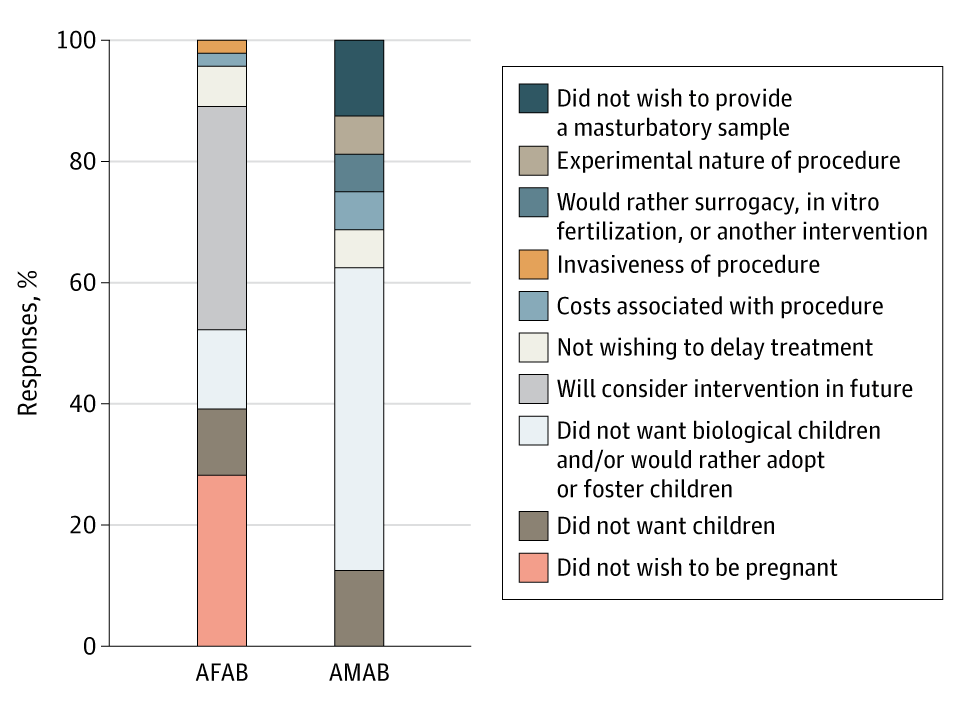 Responses, %
100
80
60
40
20
0
AFAB
AMAB
Did not wish to provide
a masturbatory sample
Experimental nature of procedure
Would rather surrogacy, in vitro
fertilization, or another intervention
Invasiveness of procedure
Costs associated with procedure
Not wishing to delay treatment
Will consider intervention in future
Did not want biological children
and/or would rather adopt
or foster children
Did not want children
Did not wish to be pregnant